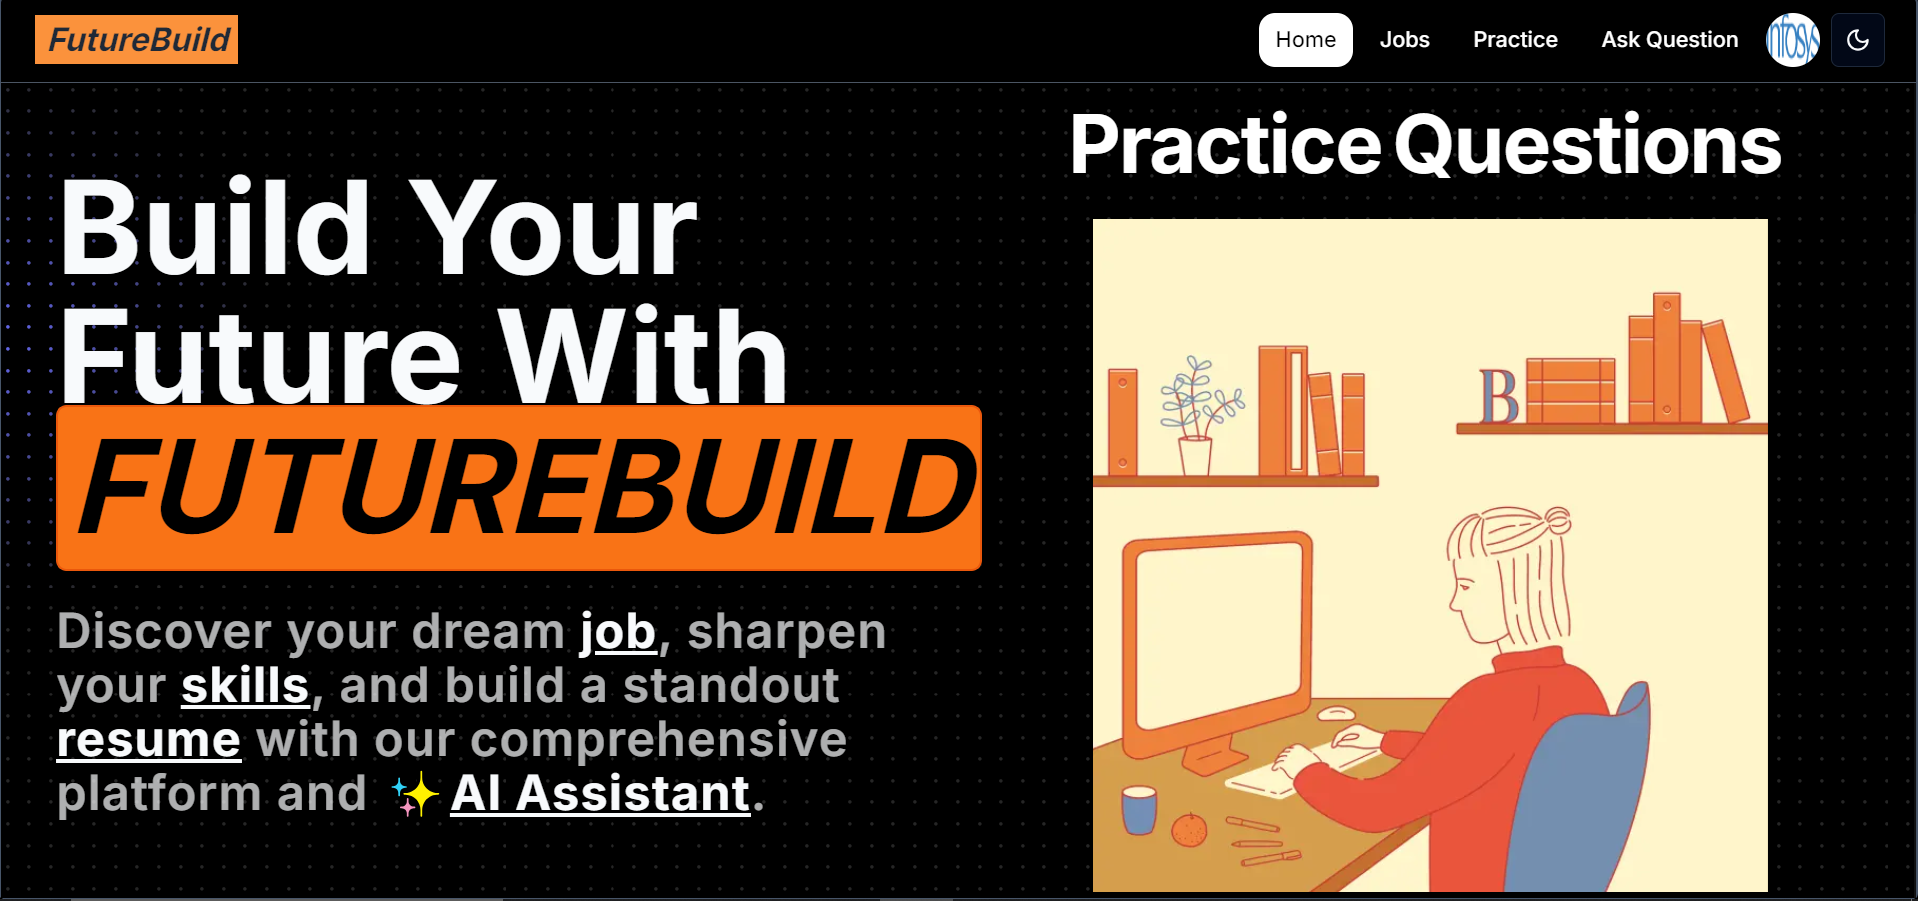 FutureBuild
Home Jobs Practice Ask Question infosys
Build Your
Future With
FUTUREBUILD
Discover your dream job, sharpen
your skills, and build a standout
resume with our comprehensive
platform and ✨ AI Assistant.
Practice Questions
B